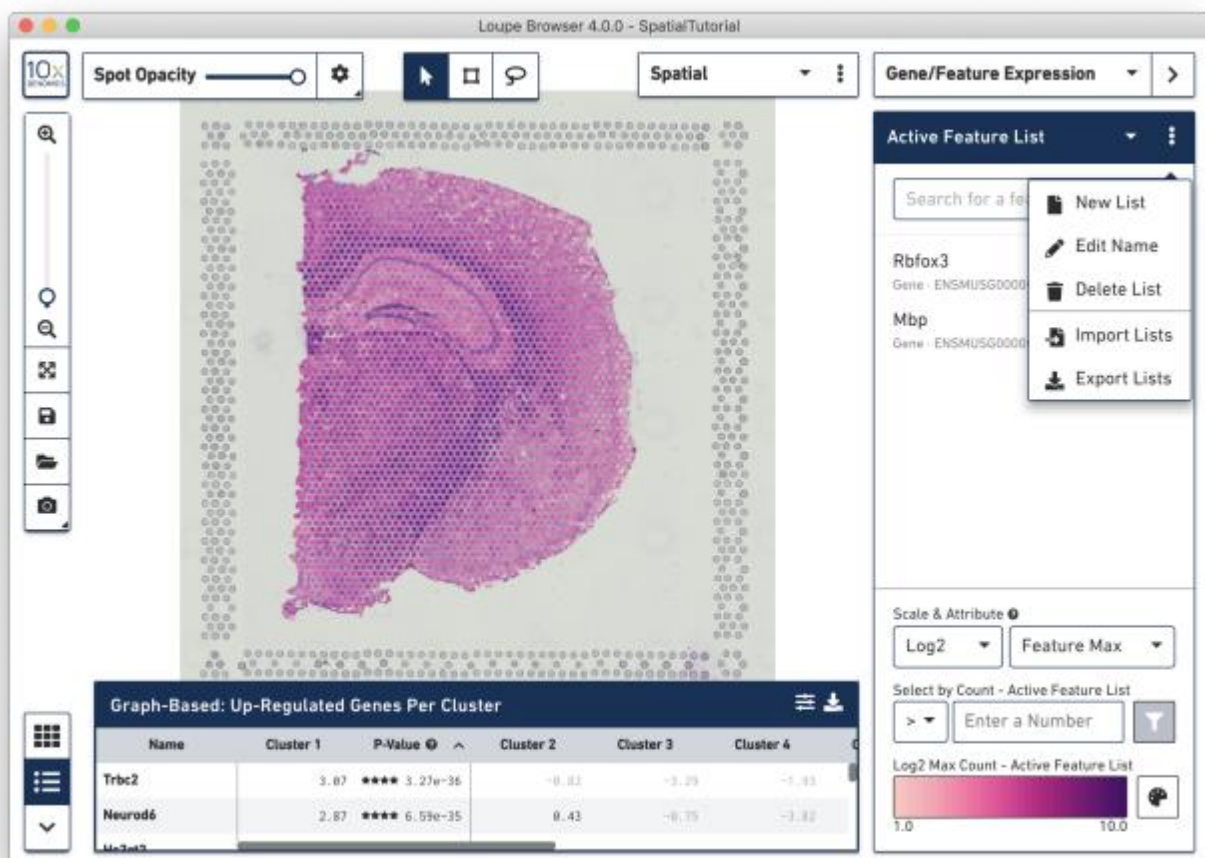 Loupe Browser 4.0.0 - SpatialTutorial
10x
GENOMICS
Spot Opacity
Spatial
Gene/Feature Expression
Active Feature List
Search for a fe
New List
Edit Name
Delete List
Import Lists
Export Lists
Rbfox3
Gene · ENSMUSG0000
Mbp
Gene · ENSMUSG0000
Scale & Attribute
Log2
Feature Max
Select by Count - Active Feature List
>
Enter a Number
Log2 Max Count - Active Feature List
1.0 10.0
Graph-Based: Up-Regulated Genes Per Cluster
Name Cluster 1 P-Value Cluster 2 Cluster 3 Cluster 4
Trbc2 3.07 **** 3.27e-36 -0.82 -3.29
Neurod6 2.87 **** 6.59e-35 0.43 -0.75 -3.82